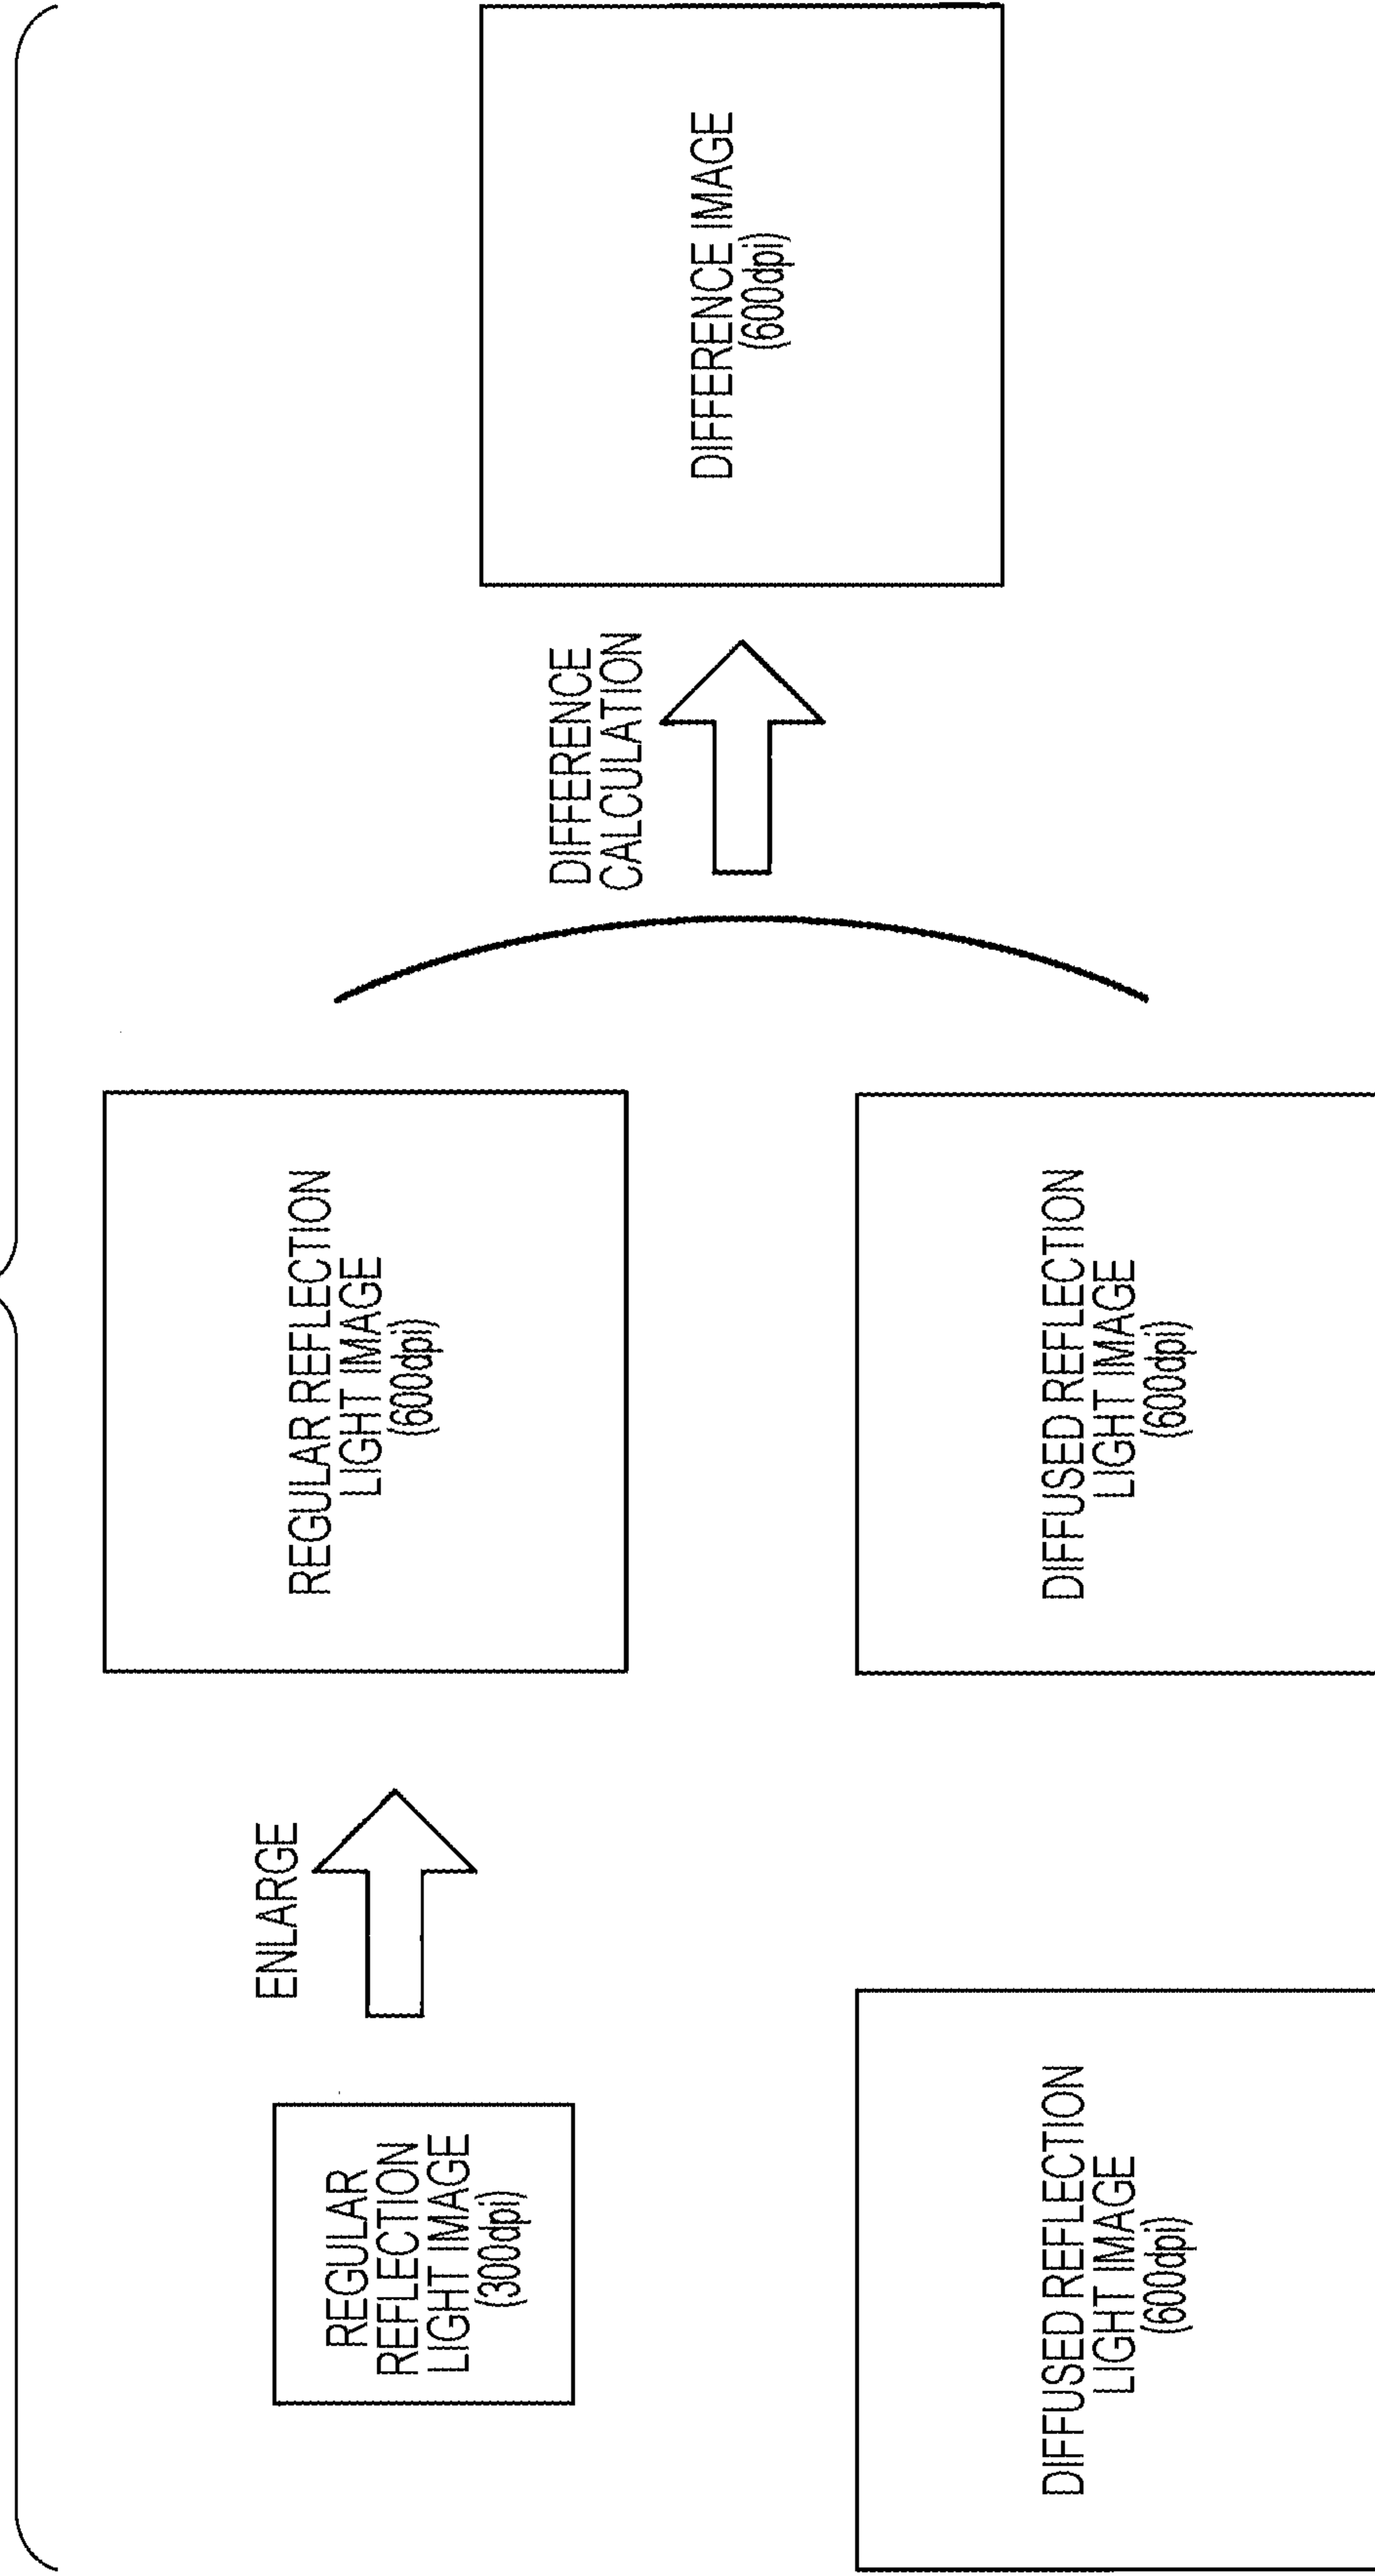 REGULAR
REFLECTION
LIGHT IMAGE
(300dpi)
ENLARGE
REGULAR REFLECTION
LIGHT IMAGE
(600dpi)
DIFFUSED REFLECTION
LIGHT IMAGE
(600dpi)
DIFFUSED REFLECTION
LIGHT IMAGE
(600dpi)
DIFFERENCE
CALCULATION
DIFFERENCE IMAGE
(600dpi)